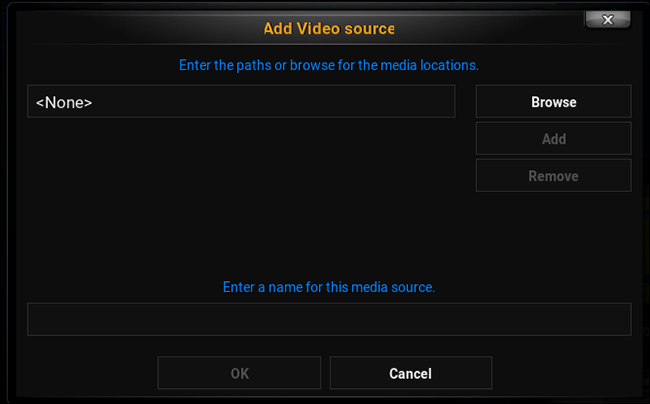 Add Video source
Enter the paths or browse for the media locations.
<None>
Browse
Add
Remove
Enter a name for this media source.
OK
Cancel